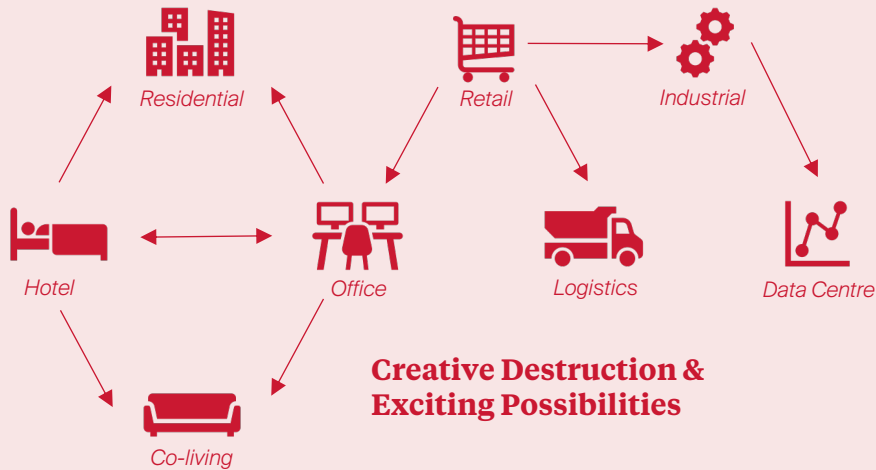 Residential
Retail
Industrial
Hotel
Office
Logistics
Data Centre
Creative Destruction &
Exciting Possibilities
Co-living